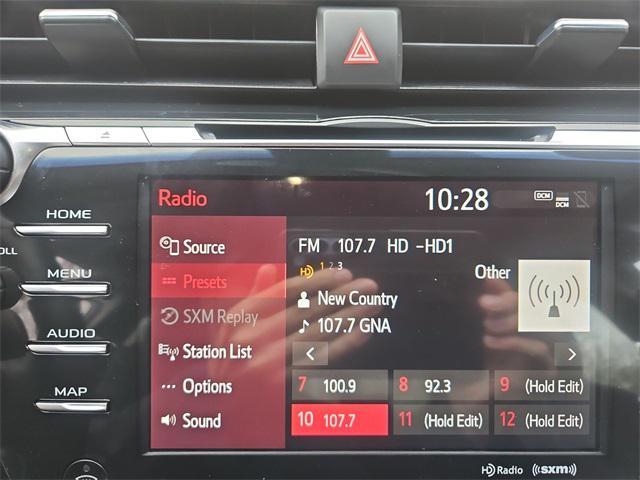 Radio 10:28 DCM DCM
HOME
OLL
MENU
AUDIO
MAP
Source
Presets
SXM Replay
Station List
Options
Sound
FM 107.7 HD -HD1
HD 1 2 3
Other
New Country
107.7 GNA
< >
7 100.9 8 92.3 9 (Hold Edit)
10 107.7 11 (Hold Edit) 12 (Hold Edit)
HD Radio ((sxm))